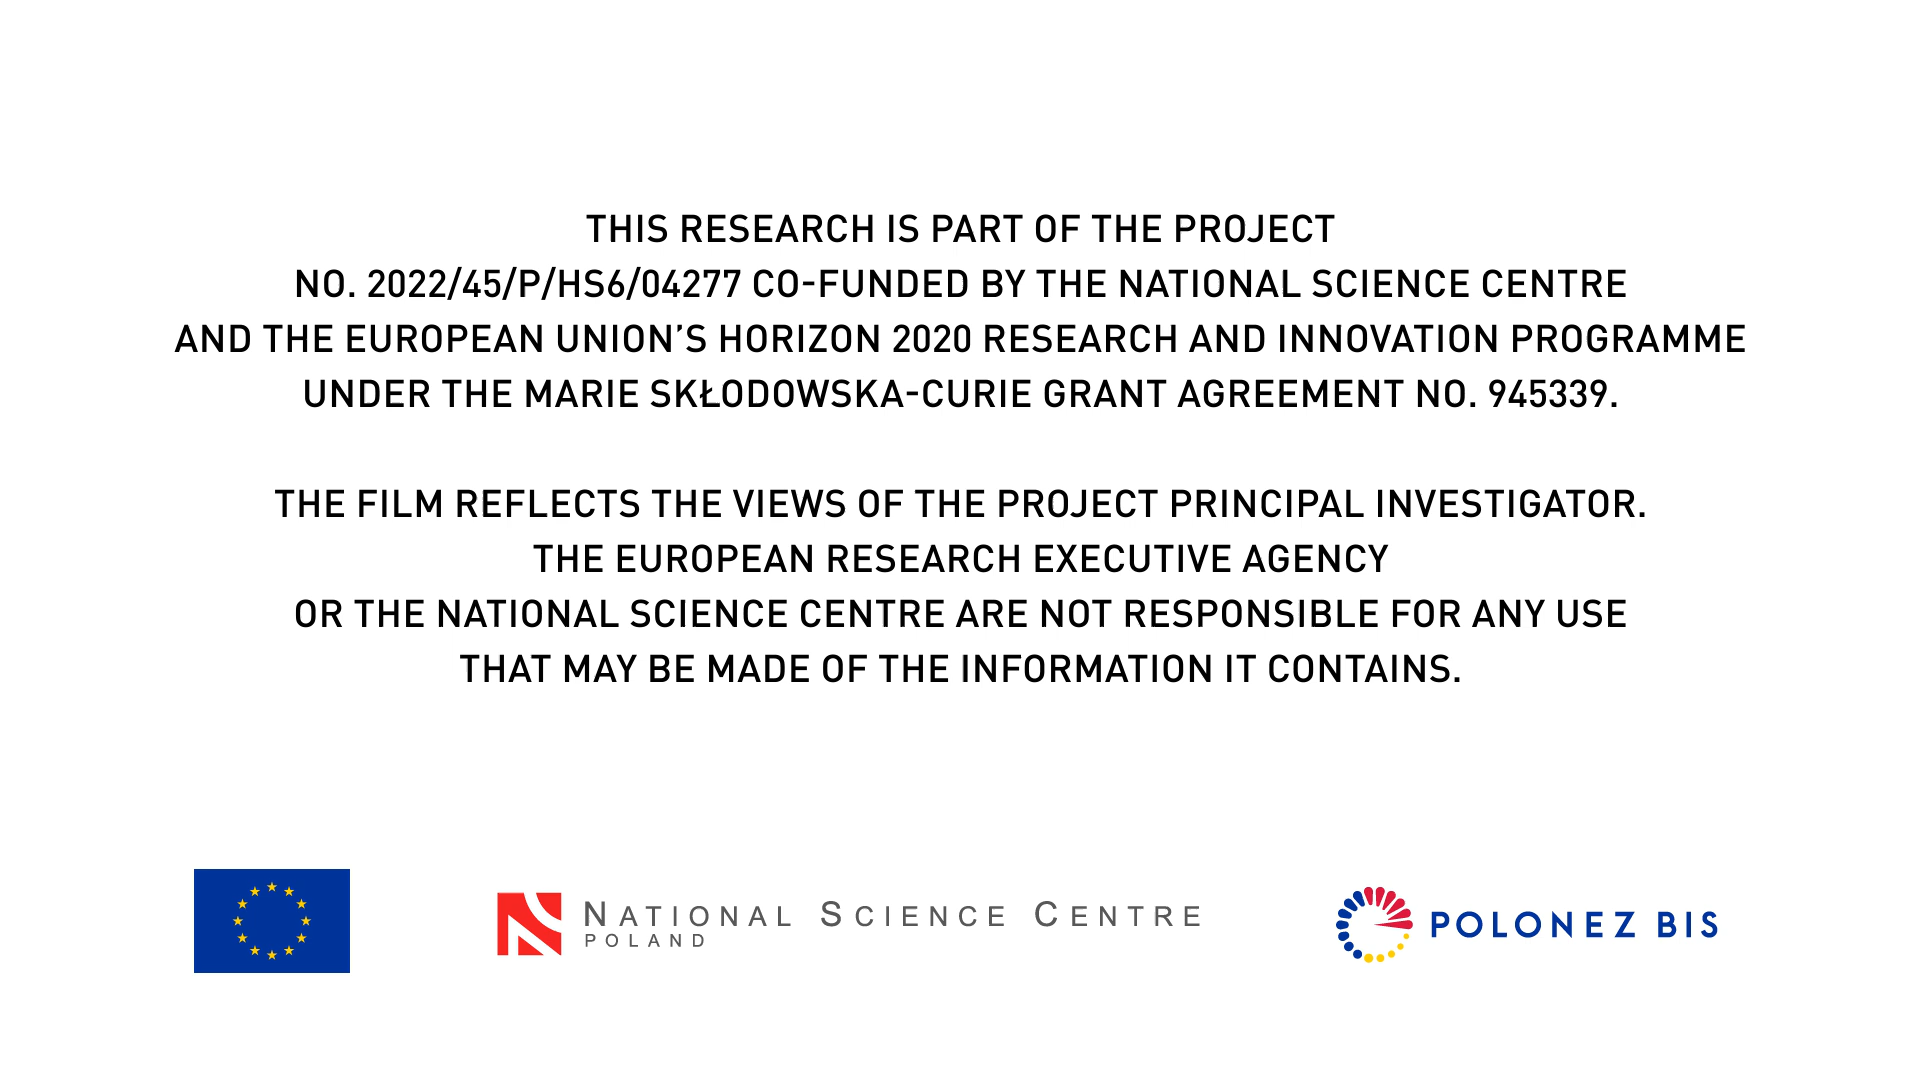 THIS RESEARCH IS PART OF THE PROJECT
NO. 2022/45/P/HS6/04277 CO-FUNDED BY THE NATIONAL SCIENCE CENTRE
AND THE EUROPEAN UNION’S HORIZON 2020 RESEARCH AND INNOVATION PROGRAMME
UNDER THE MARIE SKŁODOWSKA-CURIE GRANT AGREEMENT NO. 945339.
THE FILM REFLECTS THE VIEWS OF THE PROJECT PRINCIPAL INVESTIGATOR.
THE EUROPEAN RESEARCH EXECUTIVE AGENCY
OR THE NATIONAL SCIENCE CENTRE ARE NOT RESPONSIBLE FOR ANY USE
THAT MAY BE MADE OF THE INFORMATION IT CONTAINS.
NATIONAL SCIENCE CENTRE
POLAND
POLONEZ BIS